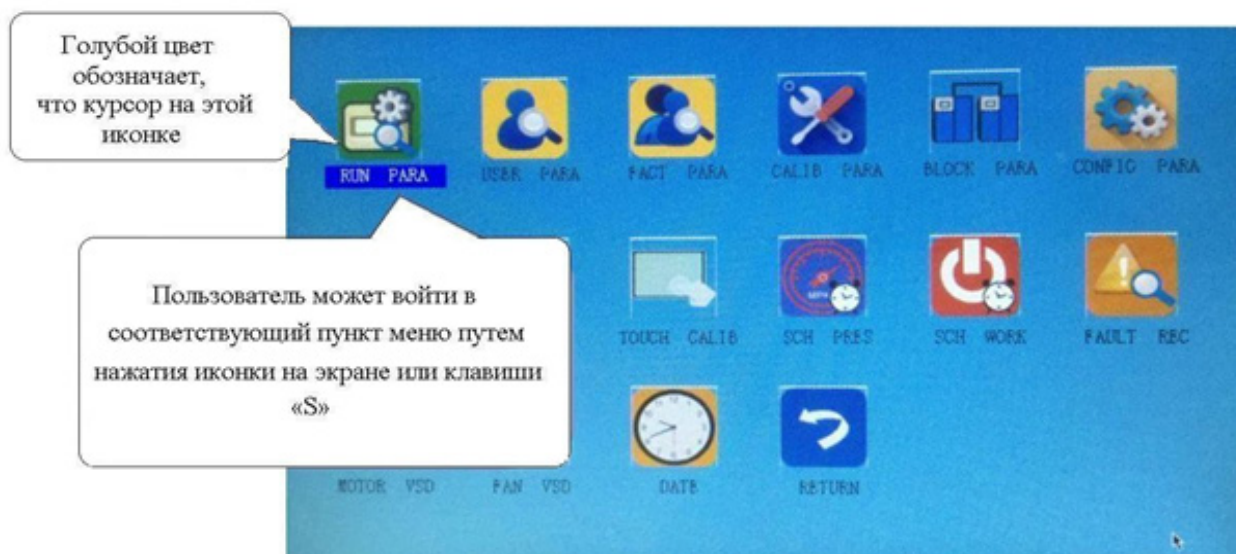 Голубой цвет
обозначает,
что курсор на этой
иконке
RUN PARA
USER PARA
FACT PARA
CALIB PARA
BLOCK PARA
CONFIG PARA
Пользователь может войти в
соответствующий пункт меню путем
нажатия иконки на экране или клавиши
«S»
TOUCH CALIB
SCH PRES
SCH WORK
FAULT REC
MOTOR VSD
FAN VSD
DATE
RETURN